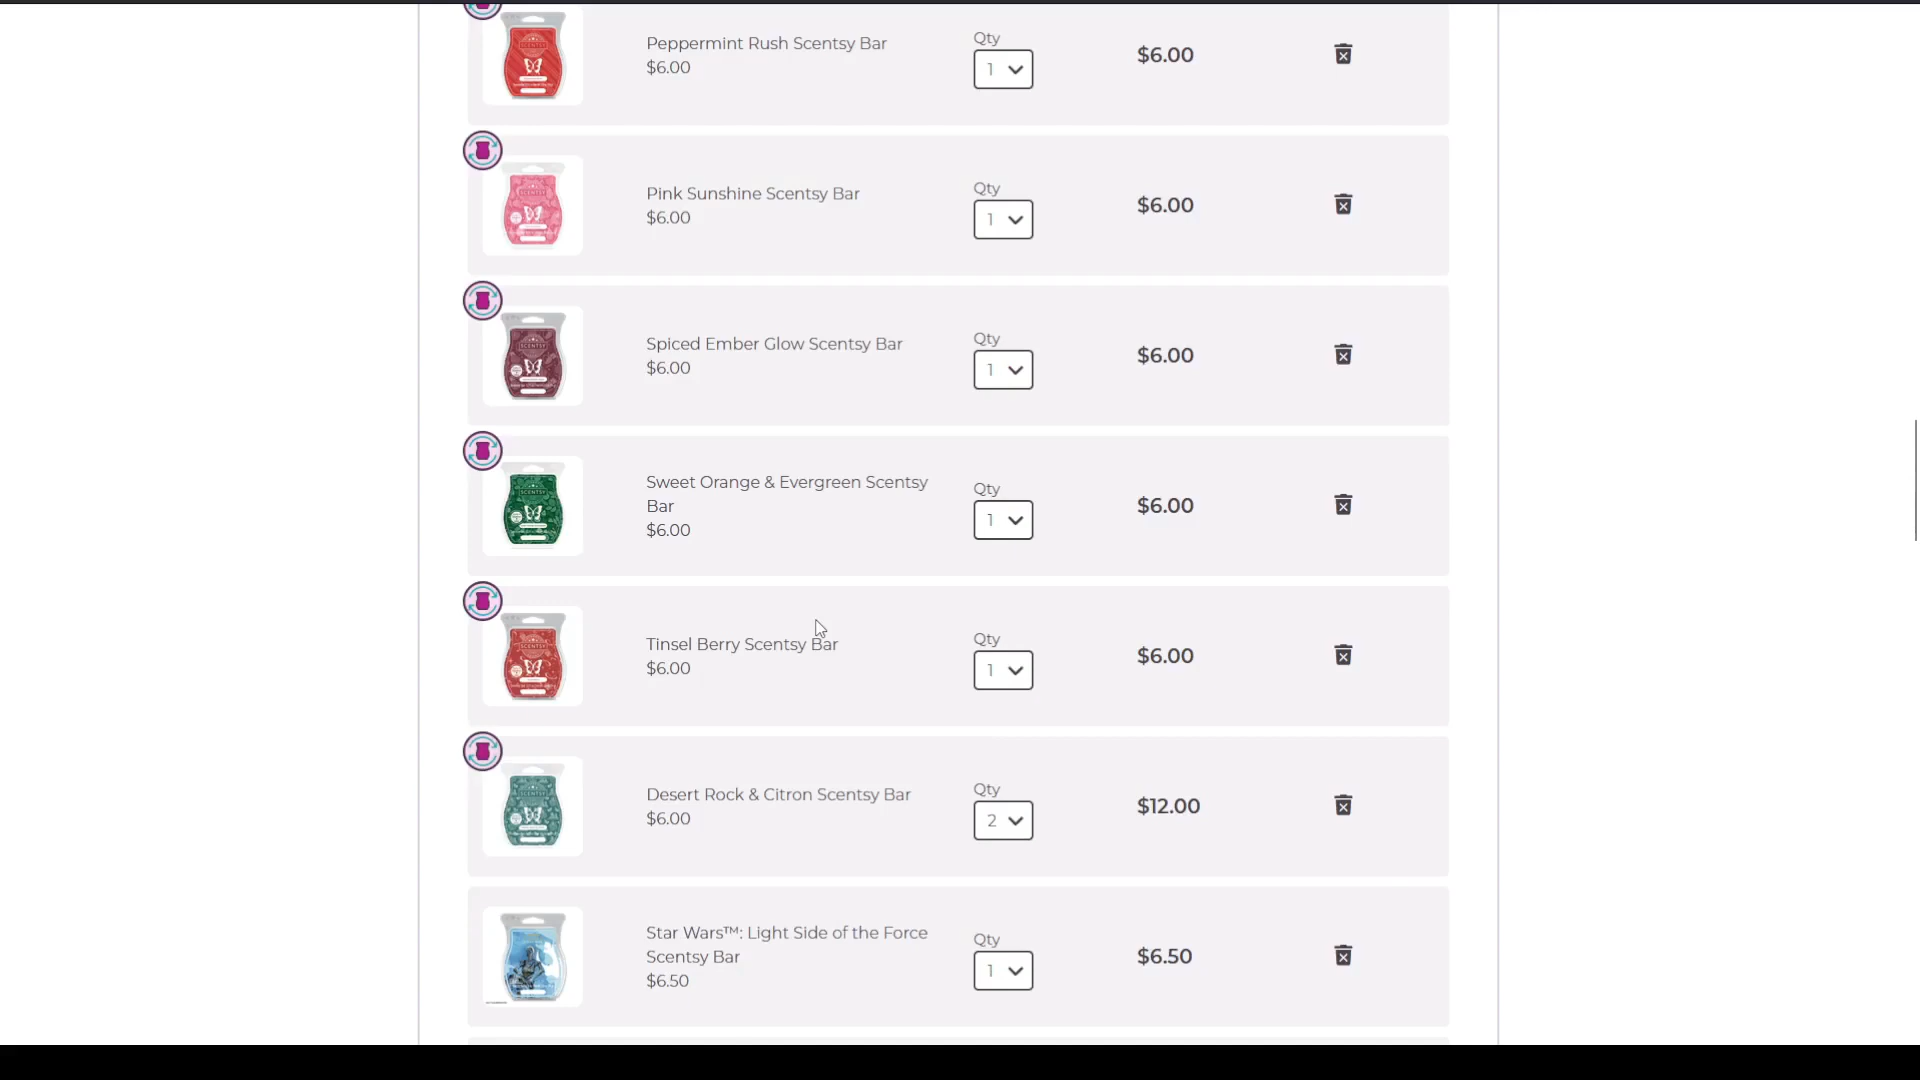 Peppermint Rush Scentsy Bar
$6.00
Qty
1
$6.00
Pink Sunshine Scentsy Bar
$6.00
Qty
1
$6.00
Spiced Ember Glow Scentsy Bar
$6.00
Qty
1
$6.00
Sweet Orange & Evergreen Scentsy
Bar
$6.00
Qty
1
$6.00
Tinsel Berry Scentsy Bar
$6.00
Qty
1
$6.00
Desert Rock & Citron Scentsy Bar
$6.00
Qty
2
$12.00
Star Wars™: Light Side of the Force
Scentsy Bar
$6.50
Qty
1
$6.50